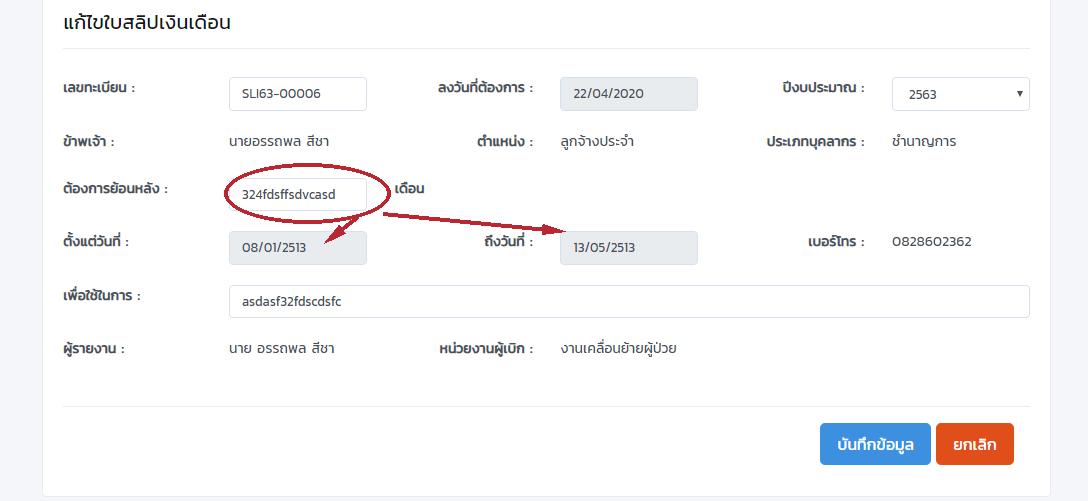 แก้ไขใบสลิปเงินเดือน
เลขทะเบียน : SLI63-00006 ลงวันที่ต้องการ : 22/04/2020 ปีงบประมาณ : 2563
ข้าพเจ้า : นายอรรถพล สีชา ตำแหน่ง : ลูกจ้างประจำ ประเภทบุคลากร : ชำนาญการ
ต้องการย้อนหลัง : 324fdsffsdvcasd เดือน
ตั้งแต่วันที่ : 08/01/2513 ถึงวันที่ : 13/05/2513 เบอร์โทร : 0828602362
เพื่อใช้ในการ : asdasf32fdscdsfc
ผู้รายงาน : นาย อรรถพล สีชา หน่วยงานผู้เบิก : งานเคลื่อนย้ายผู้ป่วย
บันทึกข้อมูล ยกเลิก